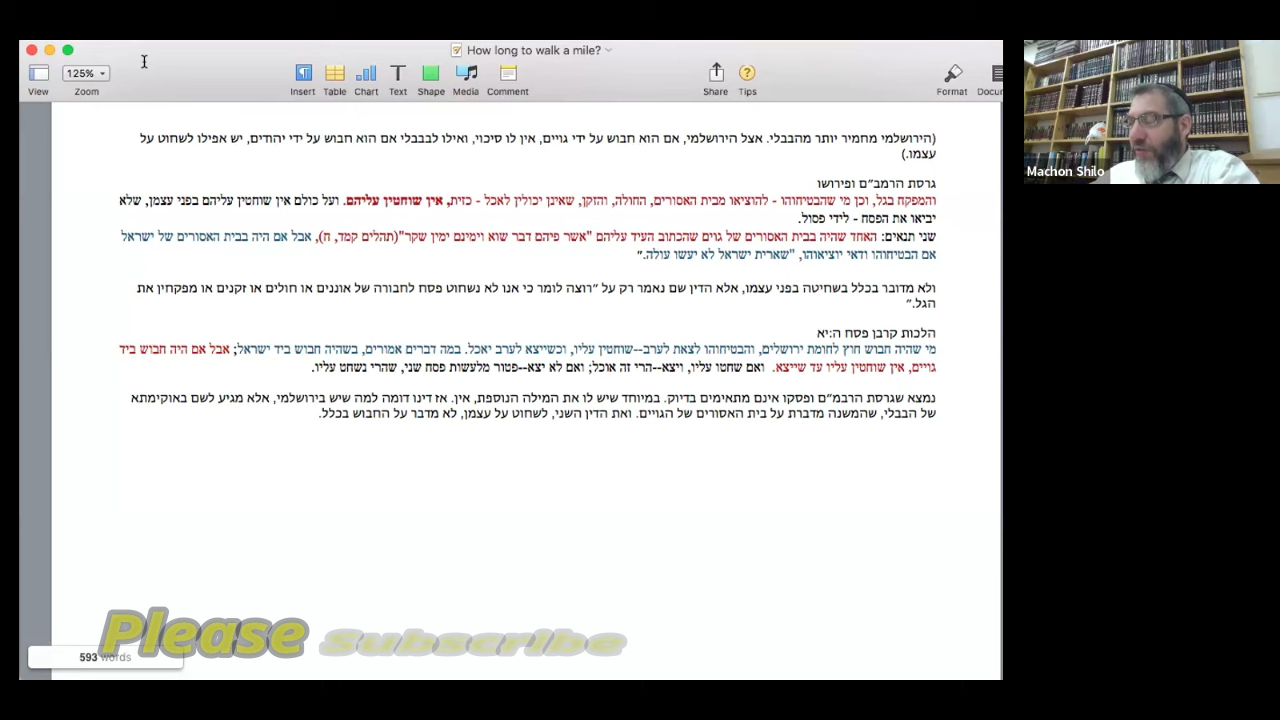 How long to walk a mile?
125%
View
Zoom
Insert
Table
Chart
Text
Shape
Media
Comment
Share
Tips
Format
Docu
(הירושלמי מחמיר יותר מהבבלי. אצל הירושלמי, אם הוא חבוש על ידי גויים, אין לו סיכוי, ואילו לבבבלי אם הוא חבוש על ידי יהודים, יש אפילו לשחוט על
עצמו.)
גרסת הרמב״ם ופירושו
והמפקח בגל, וכן מי שהבטיחוהו - להוציאו מבית האסורים, החולה, והזקן, שאינן יכולין לאכל - כזית, אין שוחטין עליהם. ועל כולם אין שוחטין עליהם בפני עצמן, שלא
יביאו את הפסח - לידי פסול.
שני תנאים: האחד שהיה בבית האסורים של גוים שהכתוב העיד עליהם "אשר פיהם דבר שוא וימינם ימין שקר"(תהלים קמד, ח), אבל אם היה בבית האסורים של ישראל
אם הבטיחוהו ודאי יוציאוהו, "שארית ישראל לא יעשו עולה.״
ולא מדובר בכלל בשחיטה בפני עצמו, אלא הדין שם נאמר רק על ״רוצה לומר כי אנו לא נשחוט פסח לחבורה של אוננים או חולים או זקנים או מפקחין את
הגל.״
הלכות קרבן פסח ה:יא
מי שהיה חבוש חוץ לחומת ירושלים, והבטיחוהו לצאת לערב--שוחטין עליו, וכשייצא לערב יאכל. במה דברים אמורים, בשהיה חבוש ביד ישראל; אבל אם היה חבוש ביד
גויים, אין שוחטין עליו עד שייצא. ואם שחטו עליו, ויצא--הרי זה אוכל; ואם לא יצא--פטור מלעשות פסח שני, שהרי נשחט עליו.
נמצא שגרסת הרבמ״ם ופסקו אינם מתאימים בדיוק. במיוחד שיש לו את המילה הנוספת, אין. אז דינו דומה למה שיש בירושלמי, אלא מגיע לשם באוקימתא
של הבבלי, שהמשנה מדברת על בית האסורים של הגויים. ואת הדין השני, לשחוט על עצמן, לא מדבר על החבוש בכלל.
Please Subscribe
593 words
Machon Shilo